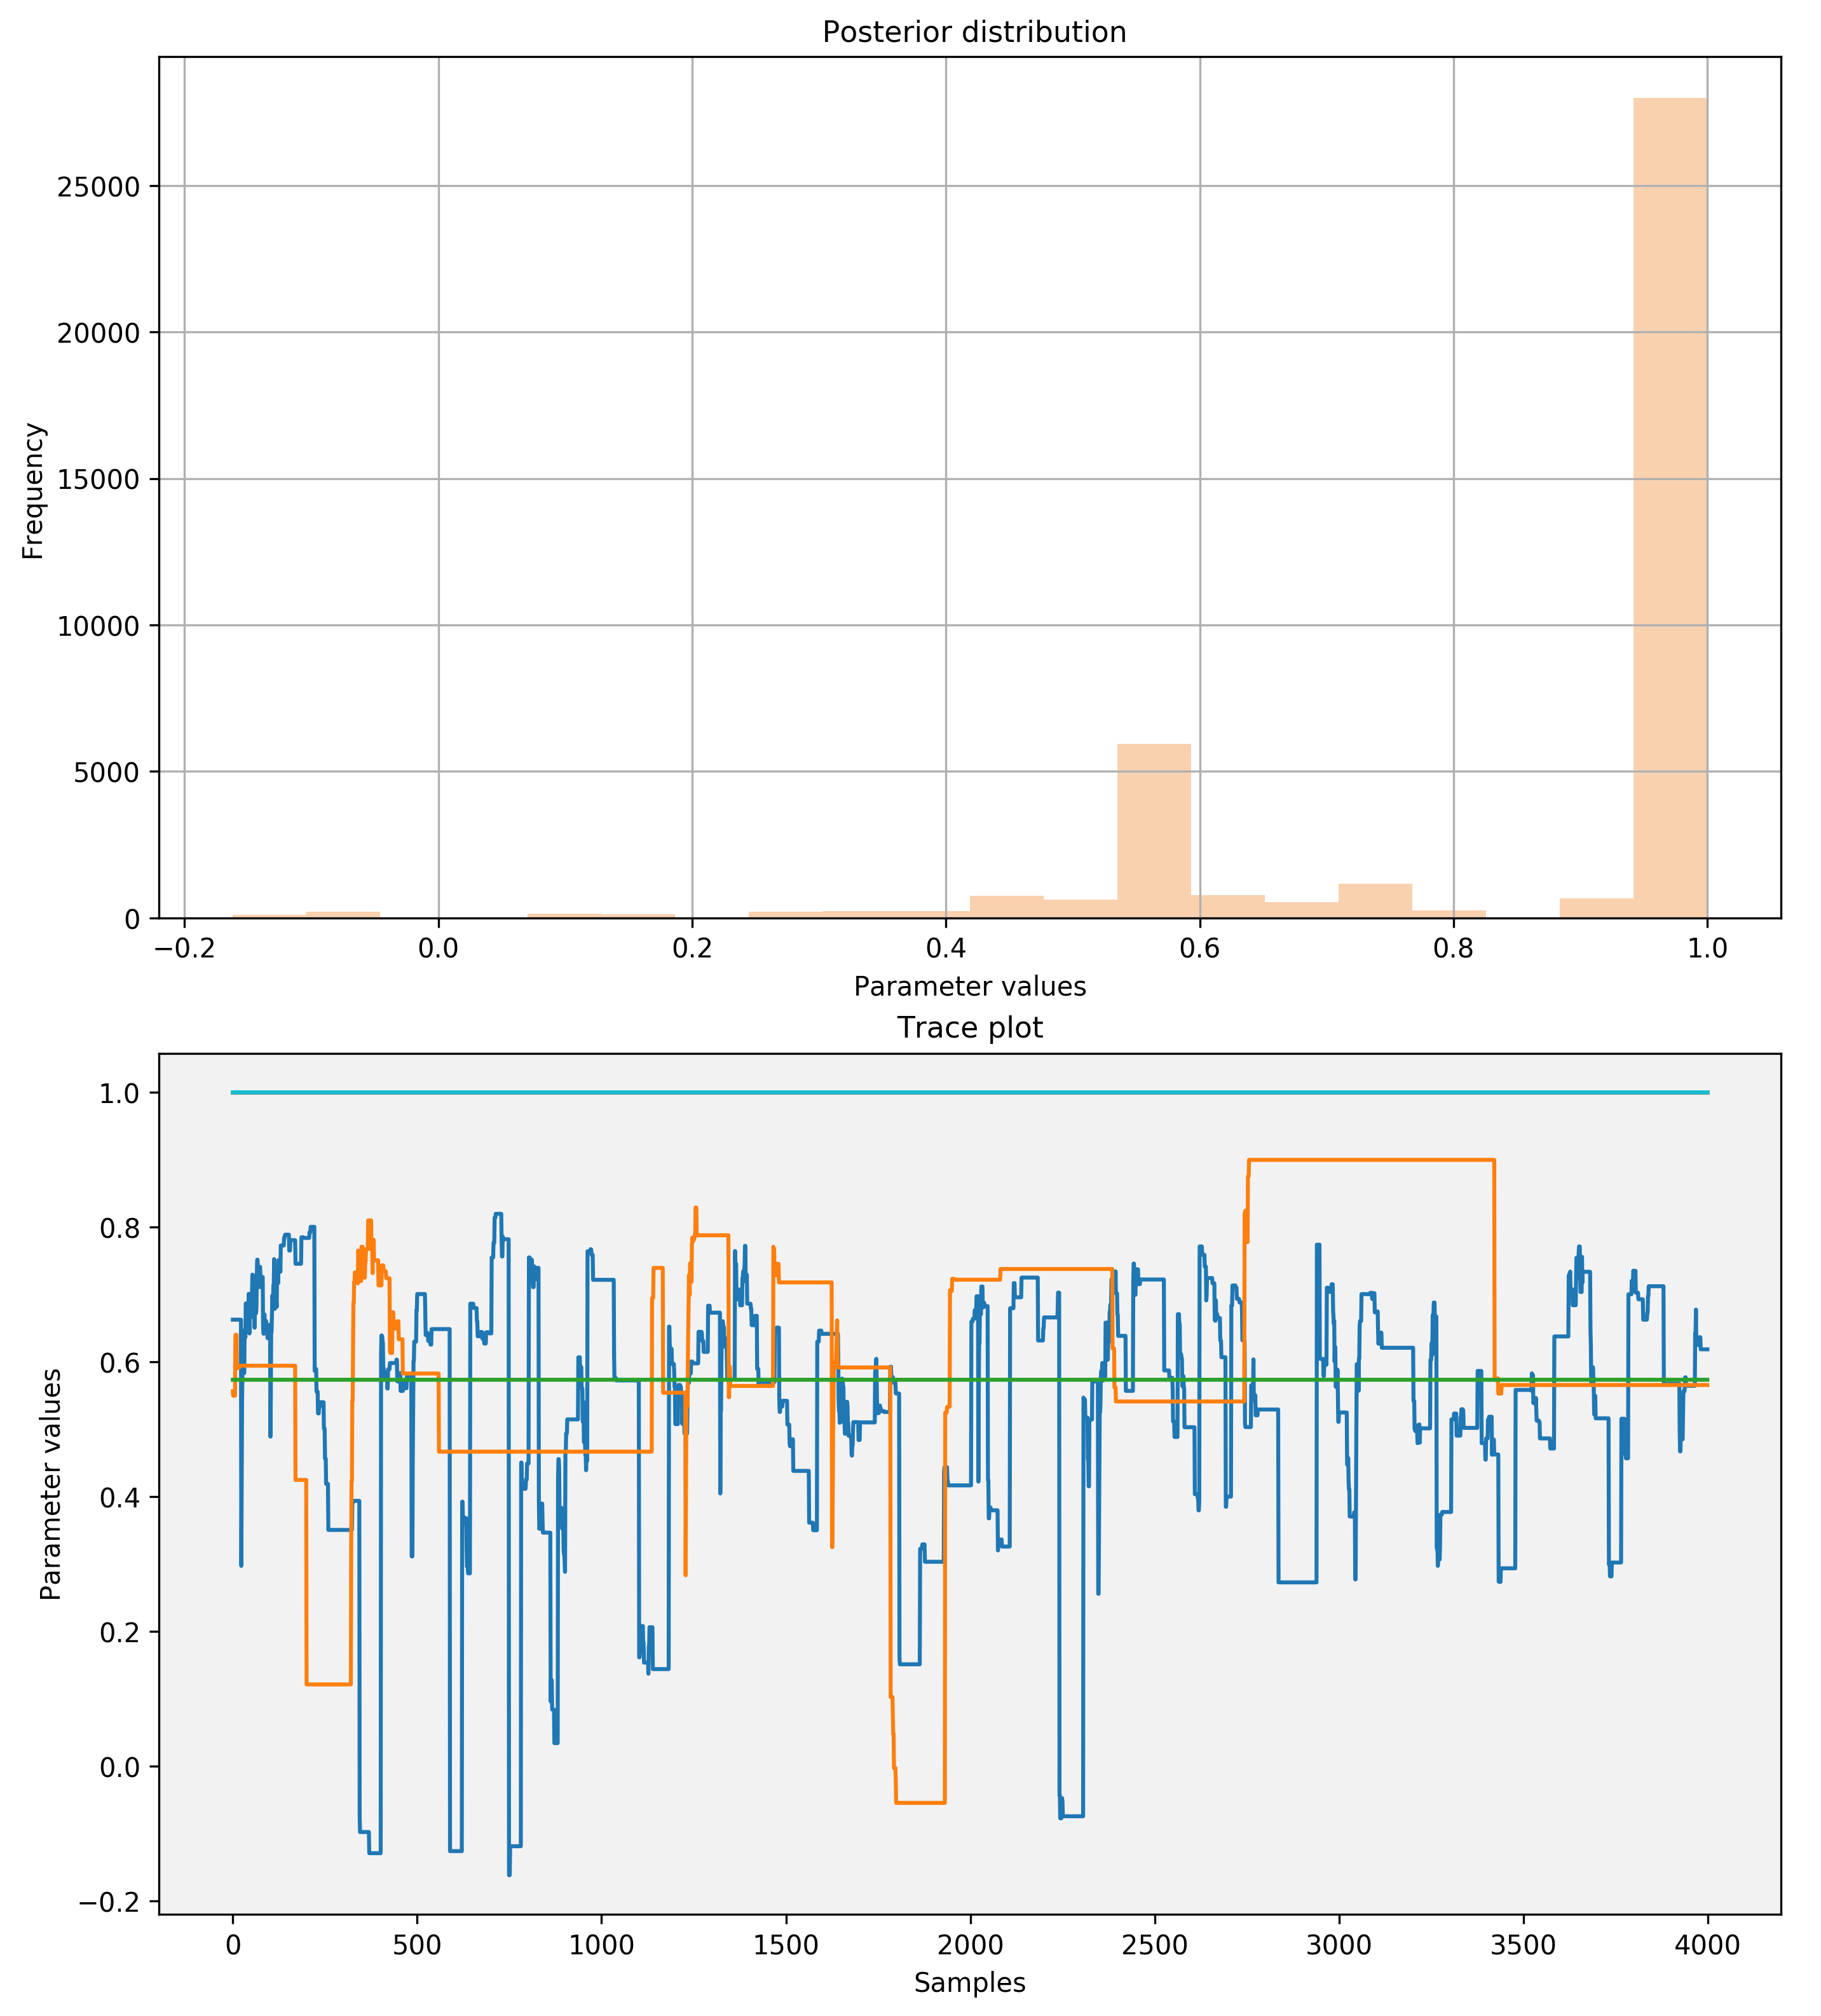 Posterior distribution
Frequency
25000
20000
15000
10000
5000
0
−0.2 0.0 0.2 0.4 0.6 0.8 1.0
Parameter values
Trace plot
Parameter values
1.0
0.8
0.6
0.4
0.2
0.0
−0.2
0 500 1000 1500 2000 2500 3000 3500 4000
Samples